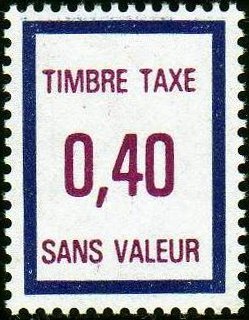 TIMBRE TAXE
0,40
SANS VALEUR